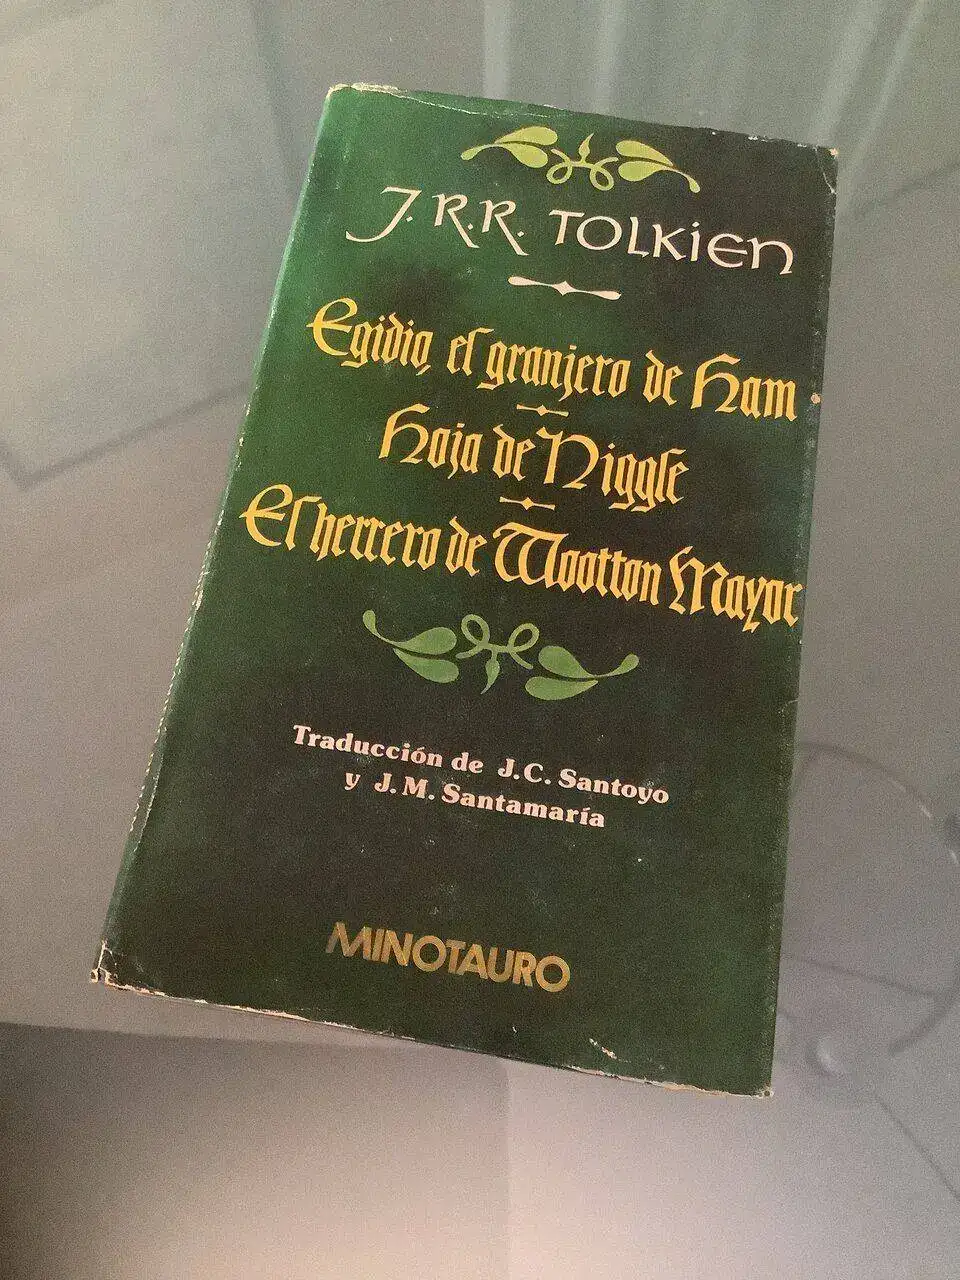 J.R.R. TOLKIEN
Egidio, el granjero de Ham
Hoja de Niggle
El herrero de Wootton Mayor
Traducción de J.C. Santoyo
y J.M. Santamaría
MINOTAURO